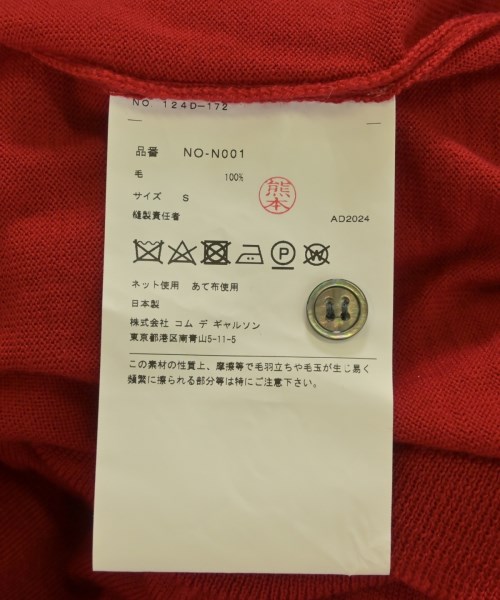 NO. 124D-172
品番 NO-N001
毛 100%
サイズ S
縫製責任者 熊本 AD2024
P W
ネット使用 あて布使用
日本製
株式会社 コム デ ギャルソン
東京都港区南青山5-11-5
この素材の性質上、摩擦等で毛羽立ちや毛玉が生じ易く
頻繁に擦られる部分等は特にご注意下さい。